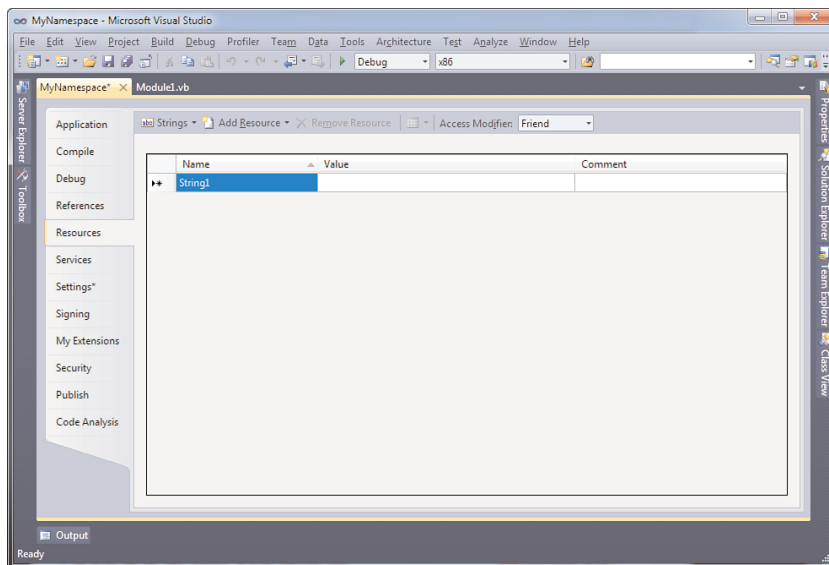 MyNamespace - Microsoft Visual Studio
File Edit View Project Build Debug Profiler Team Data Tools Architecture Test Analyze Window Help
Debug x86
MyNamespace* Module1.vb
Server Explorer
Toolbox
Application
Compile
Debug
References
Resources
Services
Settings*
Signing
My Extensions
Security
Publish
Code Analysis
abc Strings Add Resource Remove Resource Access Modifier: Friend
Name Value Comment
String1
Properties
Solution Explorer
Team Explorer
Class View
Output
Ready